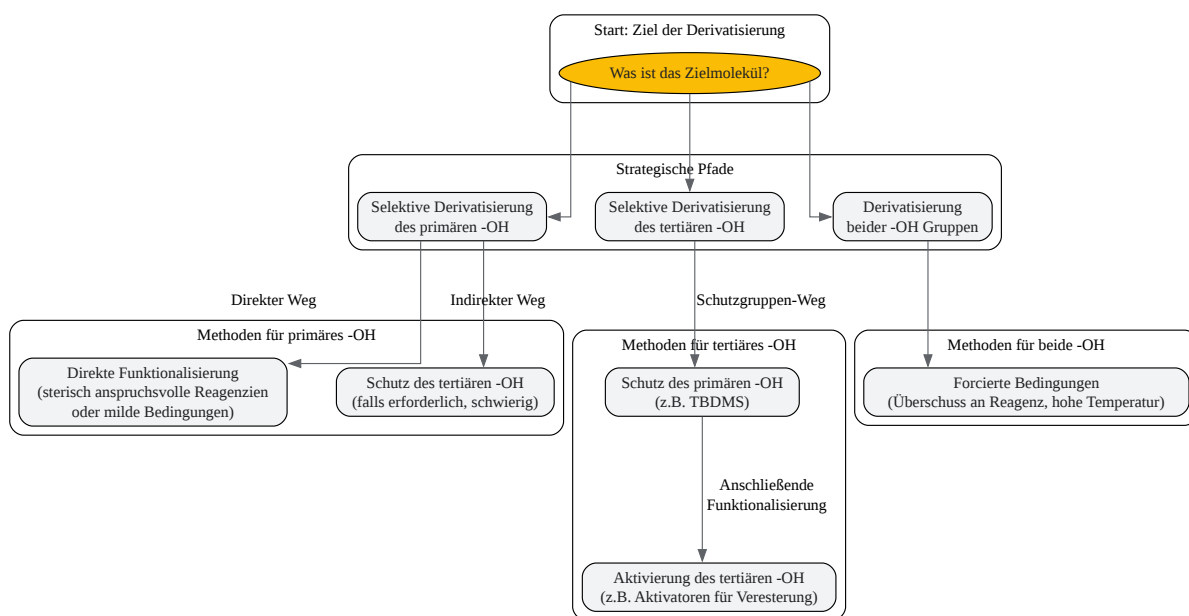 Start: Ziel der Derivatisierung
Was ist das Zielmolekül?
Strategische Pfade
Selektive Derivatisierung
des primären -OH
Selektive Derivatisierung
des tertiären -OH
Derivatisierung
beider -OH Gruppen
Direkter Weg
Indirekter Weg
Schutzgruppen-Weg
Methoden für primäres -OH
Direkte Funktionalisierung
(sterisch anspruchsvolle Reagenzien
oder milde Bedingungen)
Schutz des tertiären -OH
(falls erforderlich, schwierig)
Methoden für tertiäres -OH
Schutz des primären -OH
(z.B. TBDMS)
Anschließende
Funktionalisierung
Aktivierung des tertiären -OH
(z.B. Aktivatoren für Veresterung)
Methoden für beide -OH
Forcierte Bedingungen
(Überschuss an Reagenz, hohe Temperatur)